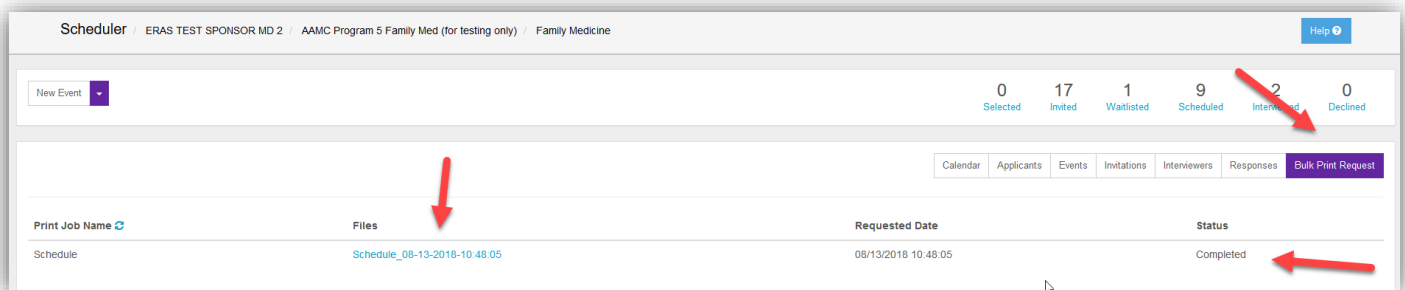 Scheduler / ERAS TEST SPONSOR MD 2 / AAMC Program 5 Family Med (for testing only) / Family Medicine
Help
New Event
0 17 1 9 2 0
Selected Invited Waitlisted Scheduled Interviewed Declined
Calendar Applicants Events Invitations Interviewers Responses Bulk Print Request
Print Job Name Files Requested Date Status
Schedule Schedule_08-13-2018-10:48:05 08/13/2018 10:48:05 Completed